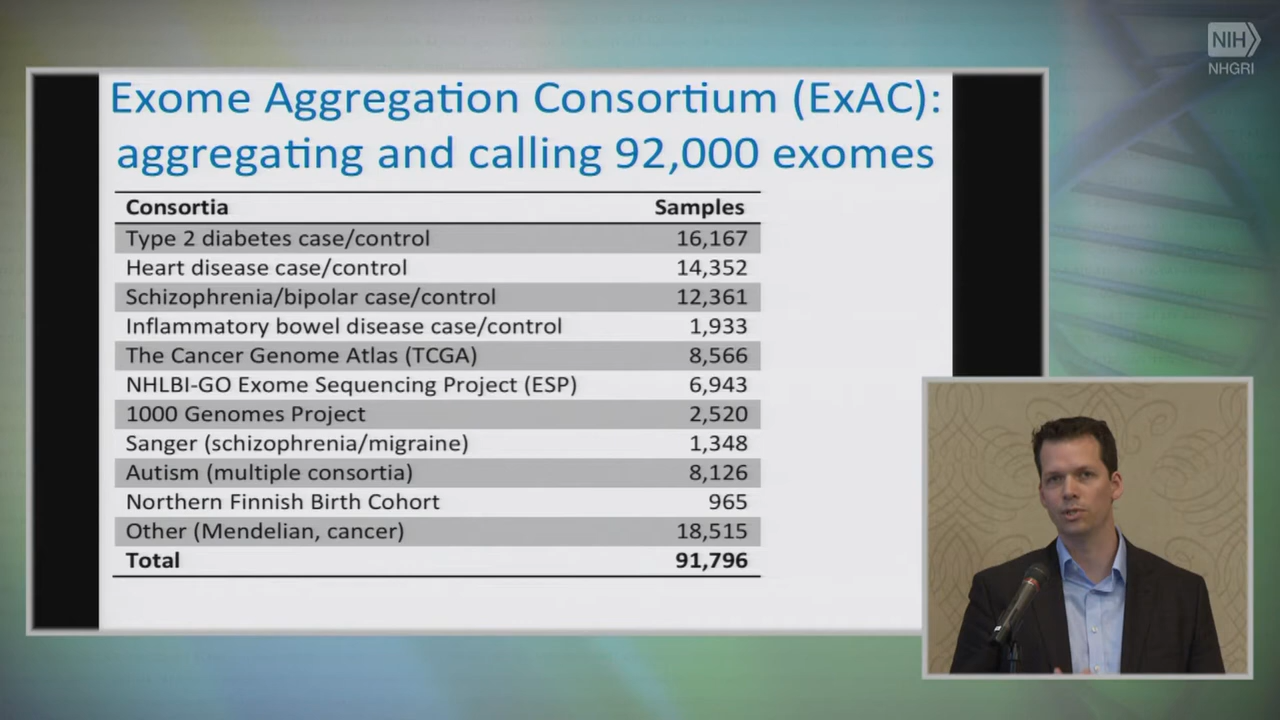 NIH
NHGRI
Exome Aggregation Consortium (ExAC):
aggregating and calling 92,000 exomes
Consortia Samples
Type 2 diabetes case/control 16,167
Heart disease case/control 14,352
Schizophrenia/bipolar case/control 12,361
Inflammatory bowel disease case/control 1,933
The Cancer Genome Atlas (TCGA) 8,566
NHLBI-GO Exome Sequencing Project (ESP) 6,943
1000 Genomes Project 2,520
Sanger (schizophrenia/migraine) 1,348
Autism (multiple consortia) 8,126
Northern Finnish Birth Cohort 965
Other (Mendelian, cancer) 18,515
Total 91,796